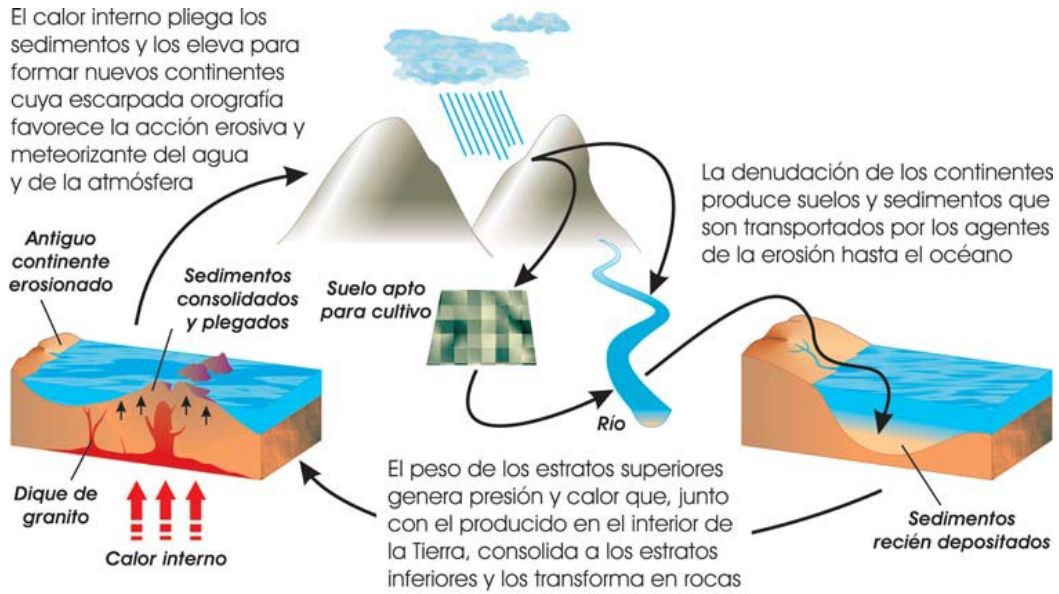 El calor interno pliega los
sedimentos y los eleva para
formar nuevos continentes
cuya escarpada orografía
favorece la acción erosiva y
meteorizante del agua
y de la atmósfera
La denudación de los continentes
produce suelos y sedimentos que
son transportados por los agentes
de la erosión hasta el océano
Antiguo
continente
erosionado
Sedimentos
consolidados
y plegados
Suelo apto
para cultivo
Río
Dique de
granito
Calor interno
El peso de los estratos superiores
genera presión y calor que, junto
con el producido en el interior de
la Tierra, consolida a los estratos
inferiores y los transforma en rocas
Sedimentos
recién depositados